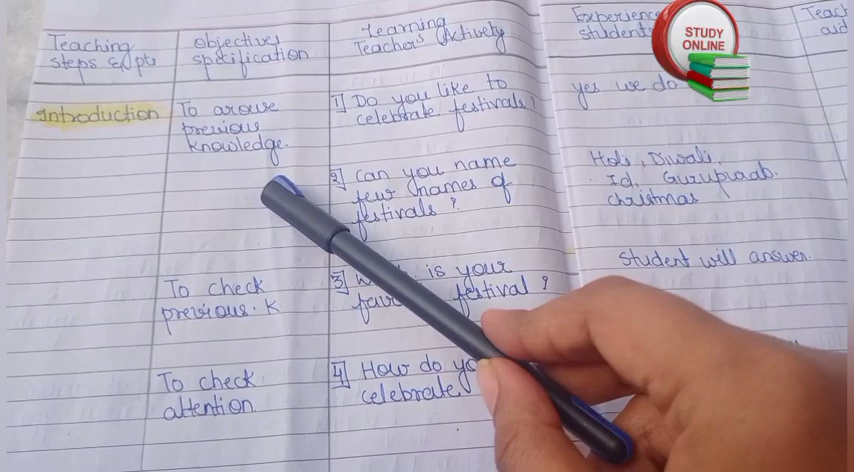 Teaching
steps & pts
objectives
specification
Learning
Teacher's Activity
Experience
students
Teach
aid
STUDY
ONLINE
Introduction
To arouse
previous
knowledge.
1] Do you like to
celebrate festivals?
yes we do
2] Can you name
few (names of
festivals?
Holi, Diwali,
Id, Gurupraab.
christmas
To check
previous. K
3] is your
festival?
Student will answer.
To check
attention.
4] How do yo
celebrate